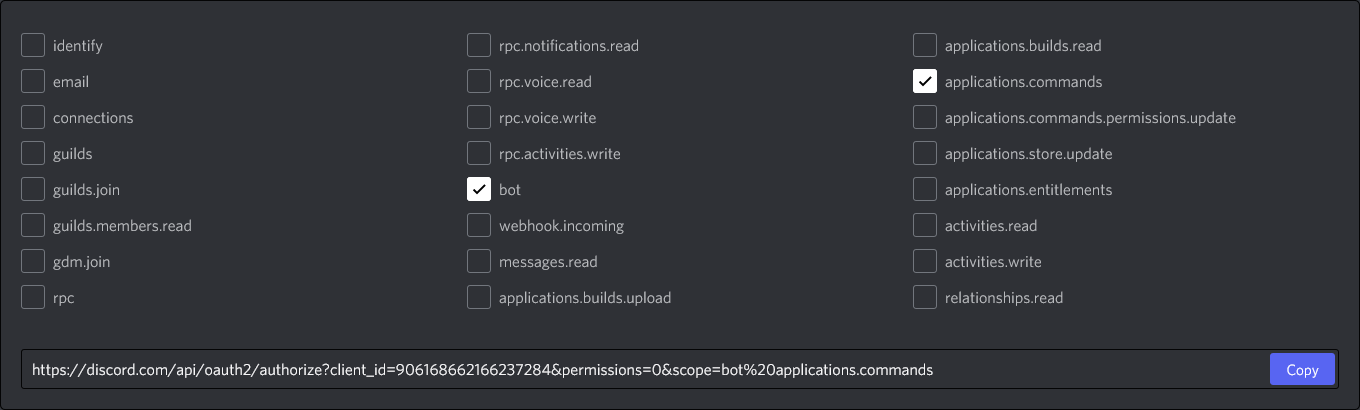 identify
email
connections
guilds
guilds.join
guilds.members.read
gdm.join
rpc
rpc.notifications.read
rpc.voice.read
rpc.voice.write
rpc.activities.write
bot
webhook.incoming
messages.read
applications.builds.upload
applications.builds.read
applications.commands
applications.commands.permissions.update
applications.store.update
applications.entitlements
activities.read
activities.write
relationships.read
https://discord.com/api/oauth2/authorize?client_id=906168662166237284&permissions=0&scope=bot%20applications.commands
Copy